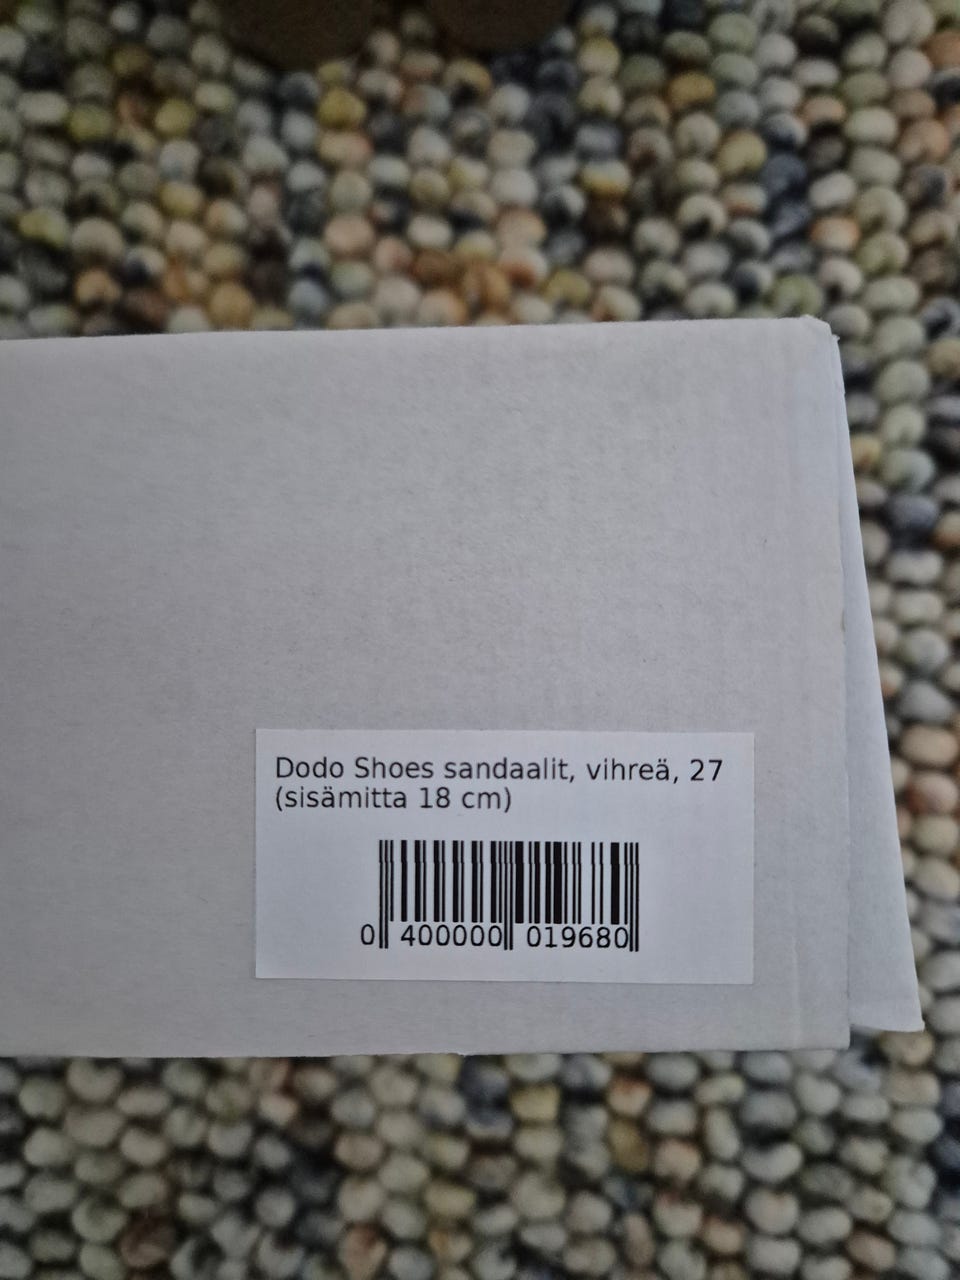 Dodo Shoes sandaalit, vihreä, 27
(sisämitta 18 cm)
0 400000 019680